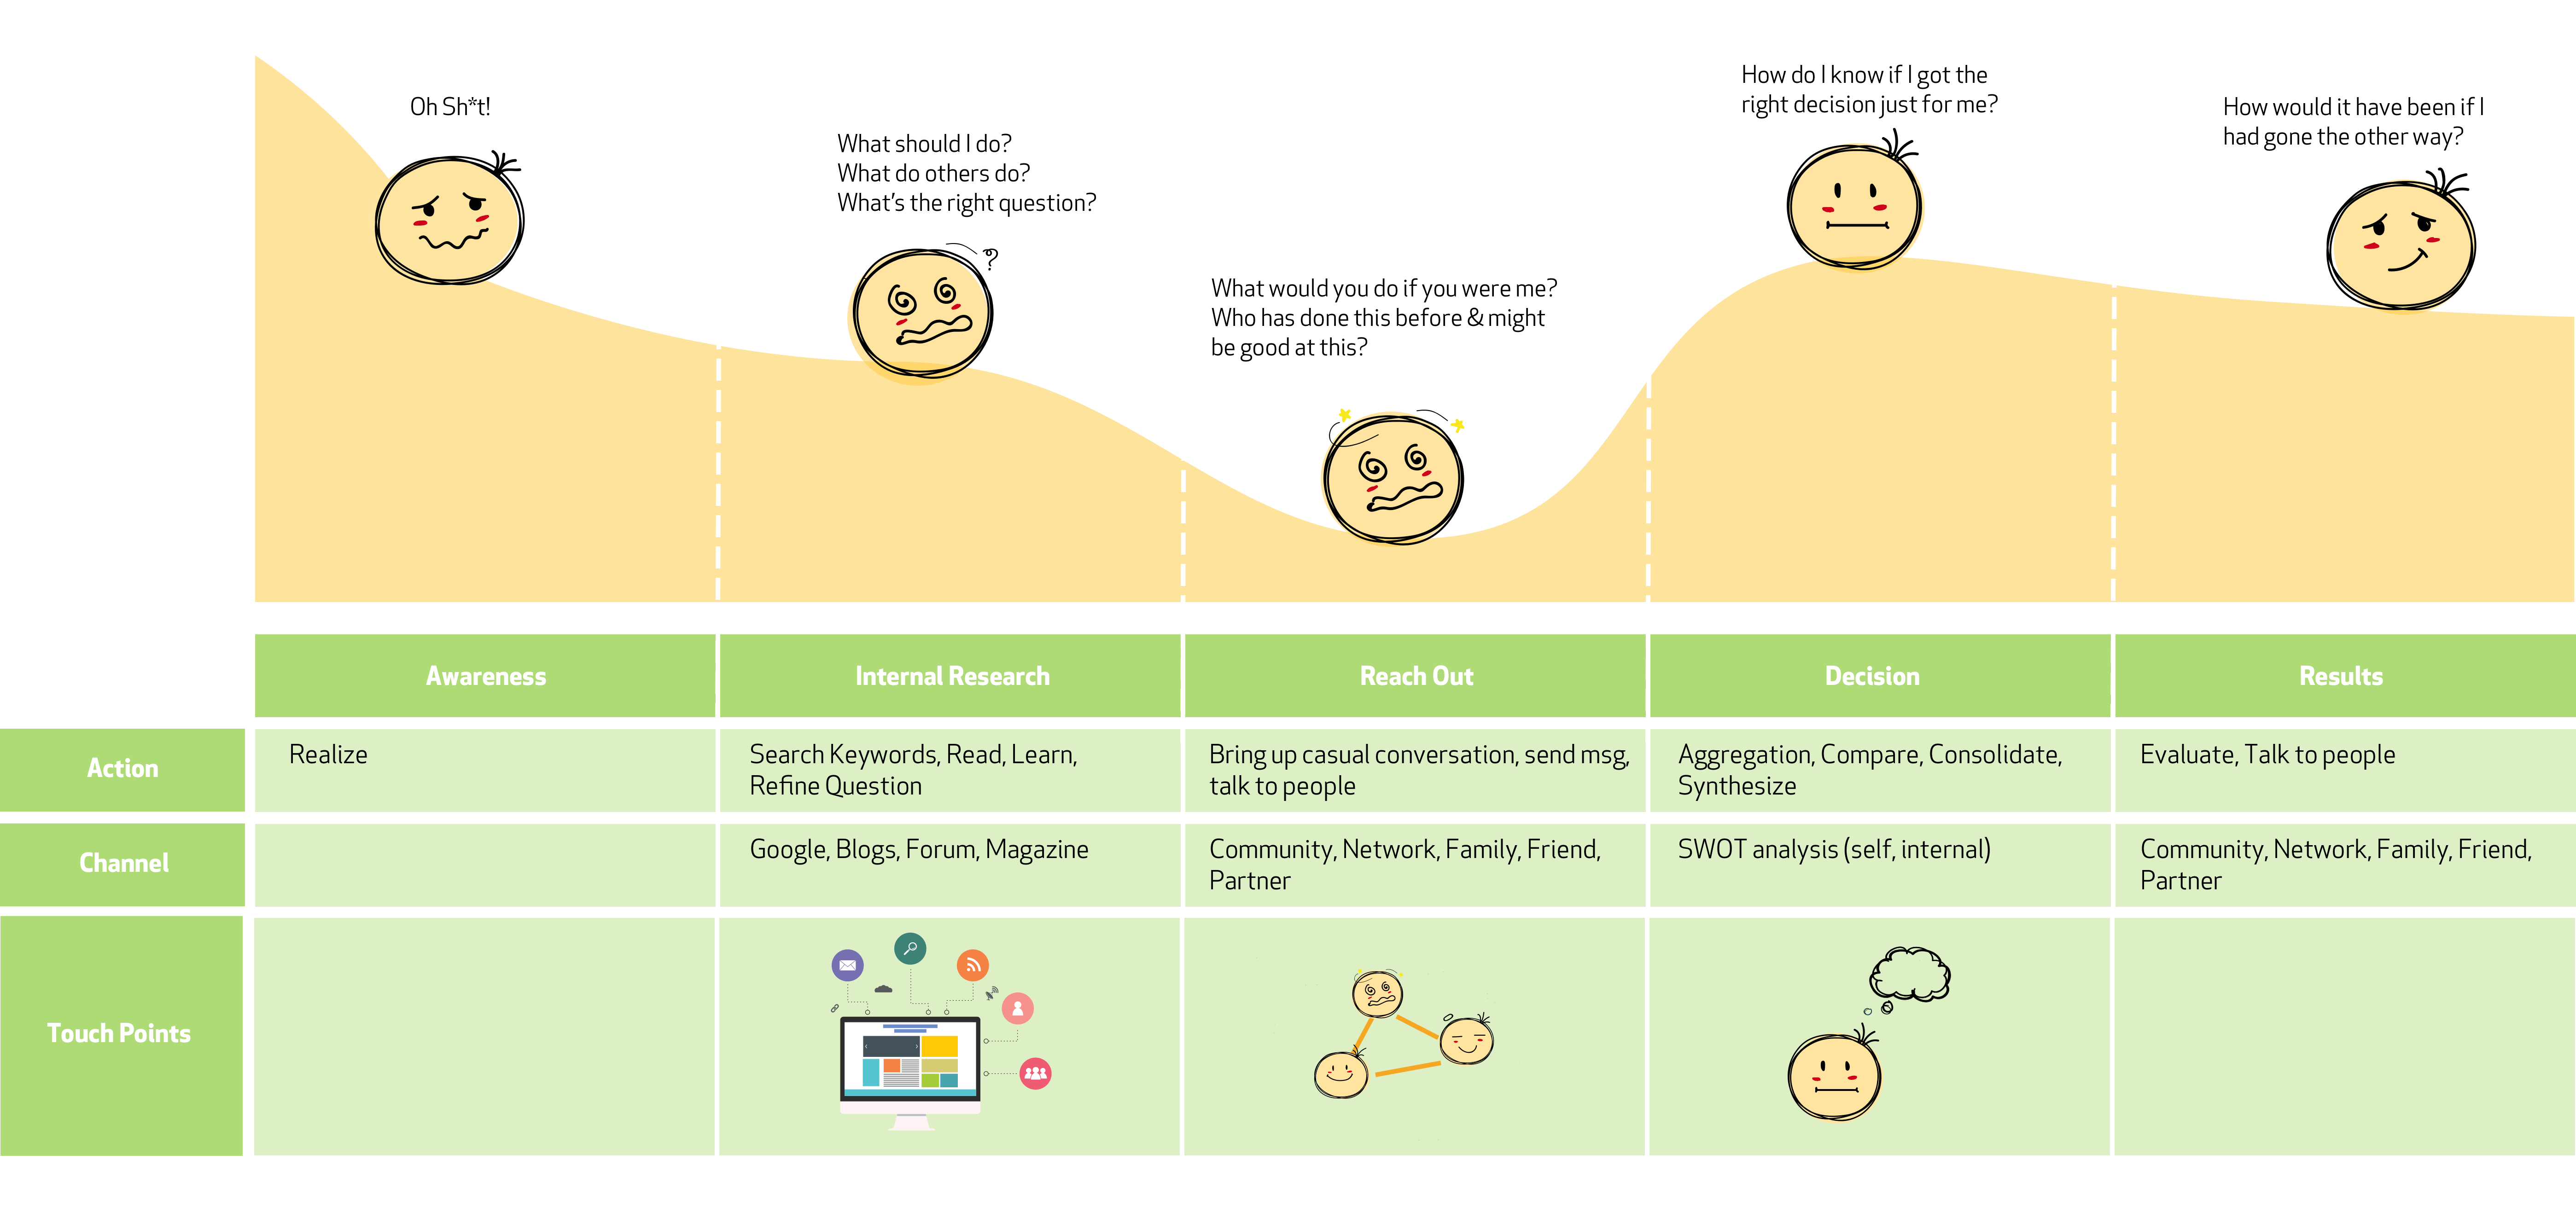 Oh Sh*t!
What should I do?
What do others do?
What's the right question?
What would you do if you were me?
Who has done this before & might
be good at this?
How do I know if I got the
right decision just for me?
How would it have been if I
had gone the other way?
Awareness
Internal Research
Reach Out
Decision
Results
Action
Realize
Search Keywords, Read, Learn,
Refine Question
Bring up casual conversation, send msg,
talk to people
Aggregation, Compare, Consolidate,
Synthesize
Evaluate, Talk to people
Channel
Google, Blogs, Forum, Magazine
Community, Network, Family, Friend,
Partner
SWOT analysis (self, internal)
Community, Network, Family, Friend,
Partner
Touch Points